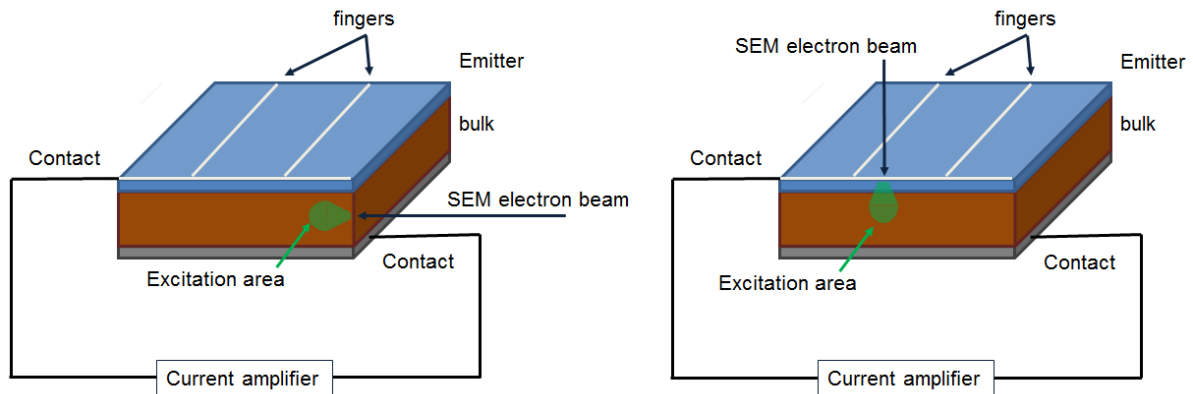 fingers
Emitter
bulk
Contact
SEM electron beam
Excitation area
Contact
Current amplifier
fingers
SEM electron beam
Emitter
bulk
Contact
Excitation area
Contact
Current amplifier